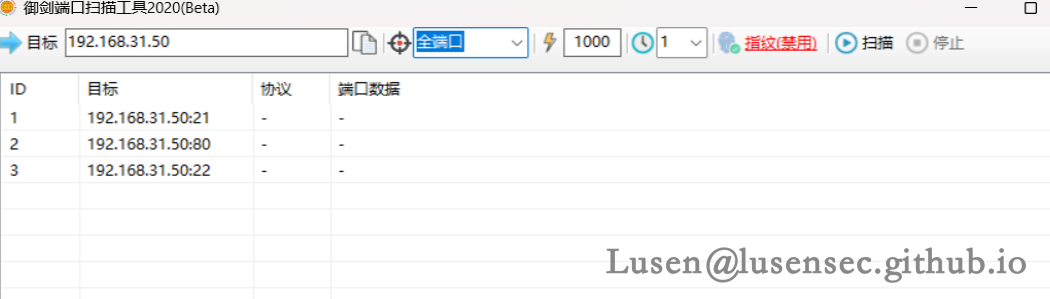 御剑端口扫描工具2020(Beta)
目标 192.168.31.50 全端口 1000 1 指纹(禁用) 扫描 停止
ID 目标 协议 端口数据
1 192.168.31.50:21 - -
2 192.168.31.50:80 - -
3 192.168.31.50:22 - -
Lusen@lusensec.github.io